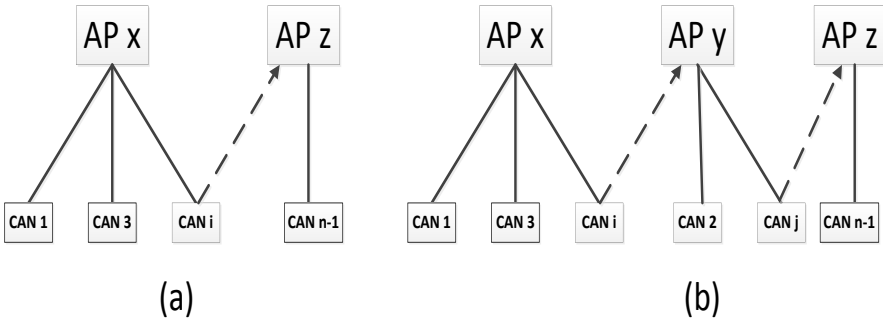 AP x AP z AP x AP y AP z
CAN 1 CAN 3 CAN i CAN n-1 CAN 1 CAN 3 CAN i CAN 2 CAN j CAN n-1
(a) (b)